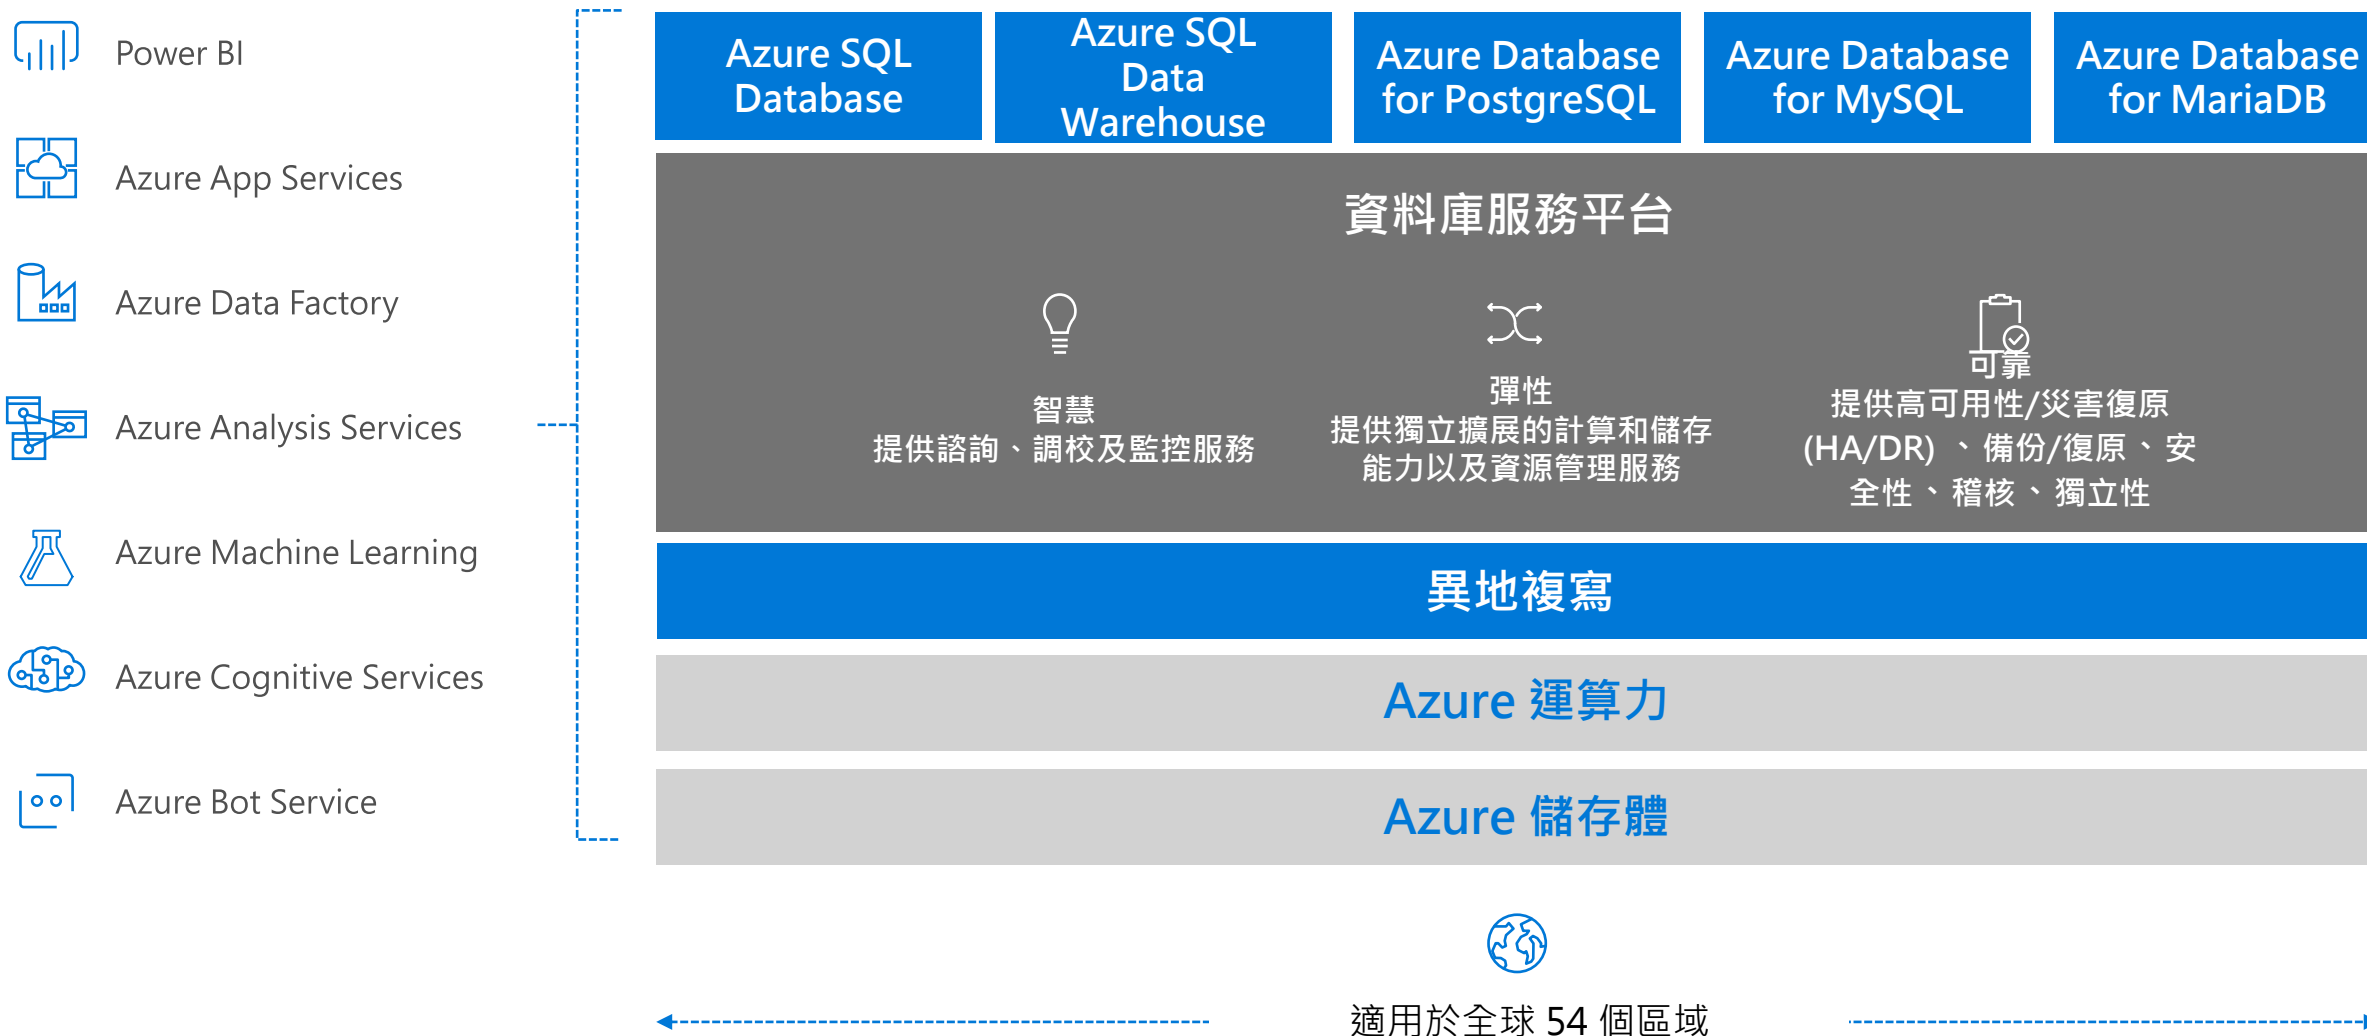 Power BI
Azure App Services
Azure Data Factory
Azure Analysis Services
Azure Machine Learning
Azure Cognitive Services
Azure Bot Service
Azure SQL
Database
Azure SQL
Data
Warehouse
Azure Database
for PostgreSQL
Azure Database
for MySQL
Azure Database
for MariaDB
資料庫服務平台
智慧
提供諮詢、調校及監控服務
彈性
提供獨立擴展的計算和儲存
能力以及資源管理服務
可靠
提供高可用性/災害復原
(HA/DR) 、備份/復原、安
全性、稽核、獨立性
異地複寫
Azure 運算力
Azure 儲存體
適用於全球 54 個區域